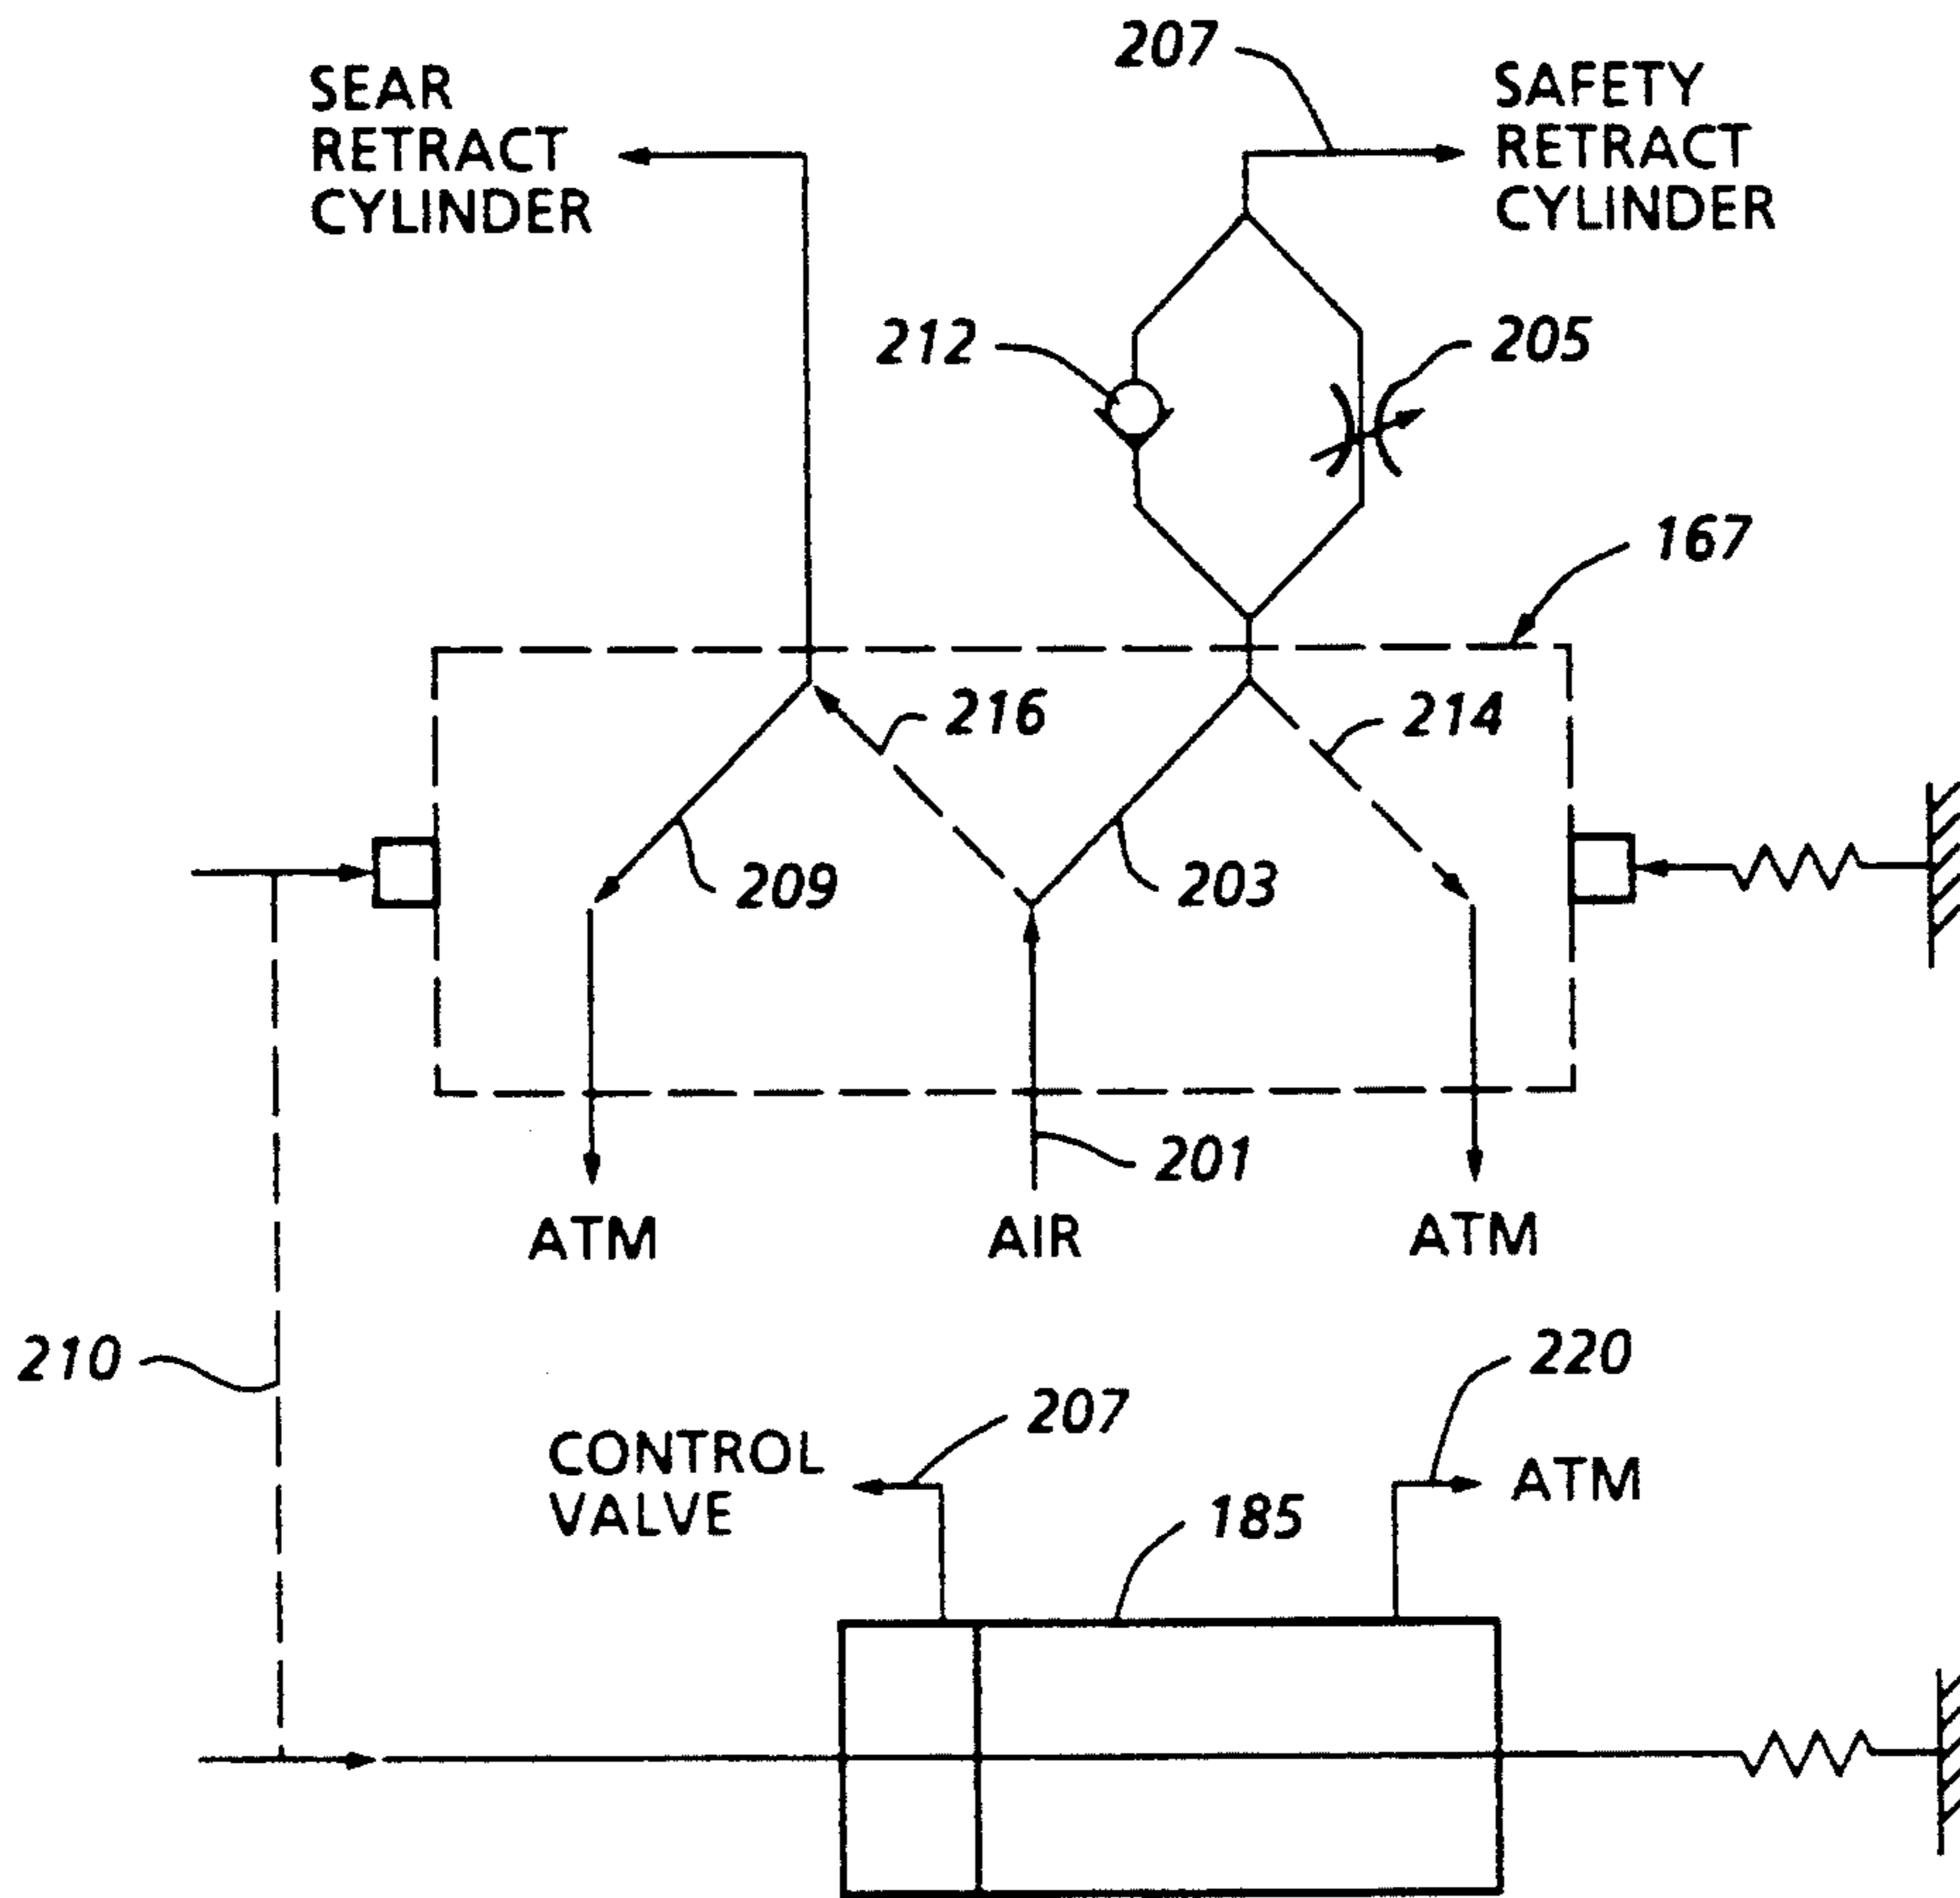 207
SEAR
RETRACT
CYLINDER
SAFETY
RETRACT
CYLINDER
212
205
167
216
214
209
203
201
ATM
AIR
ATM
210
220
207
CONTROL
VALVE
ATM
185